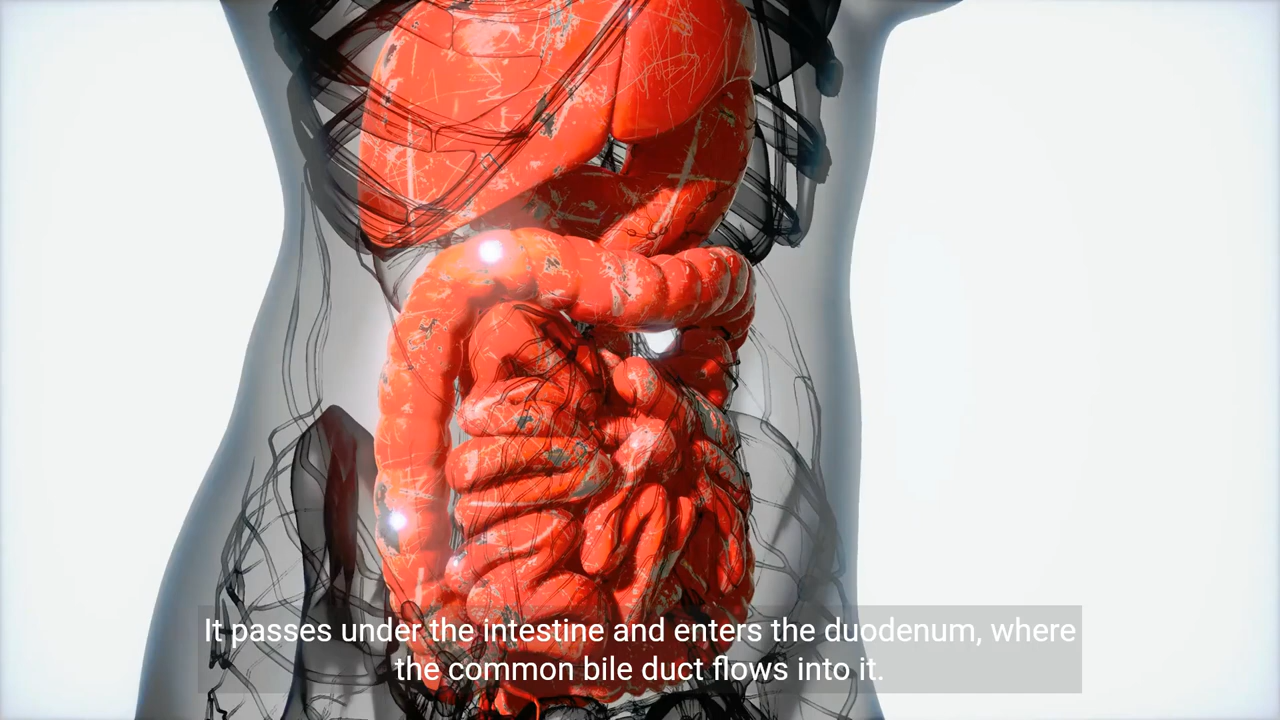 It passes under the intestine and enters the duodenum, where
the common bile duct flows into it.